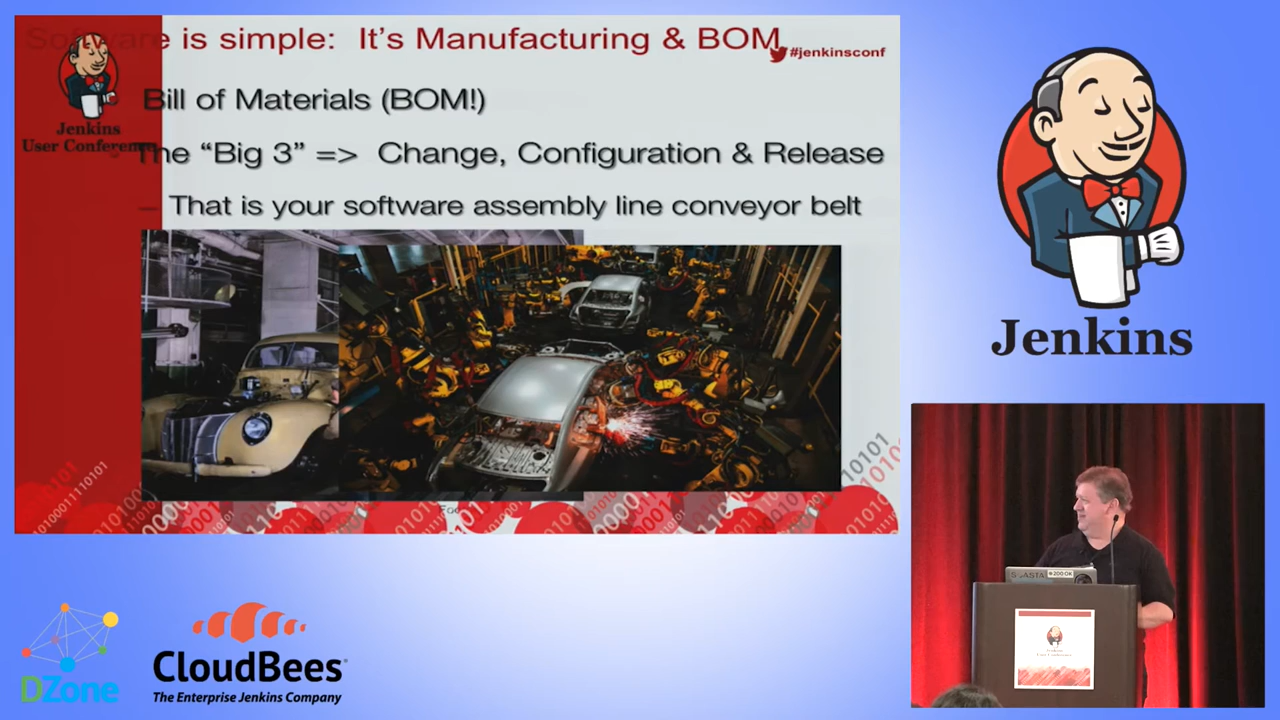 Software is simple: It's Manufacturing & BOM
#jenkinsconf
Bill of Materials (BOM!)
Jenkins
User Conference
The “Big 3” => Change, Configuration & Release
– That is your software assembly line conveyor belt
Jenkins
DZone
CloudBees
The Enterprise Jenkins Company